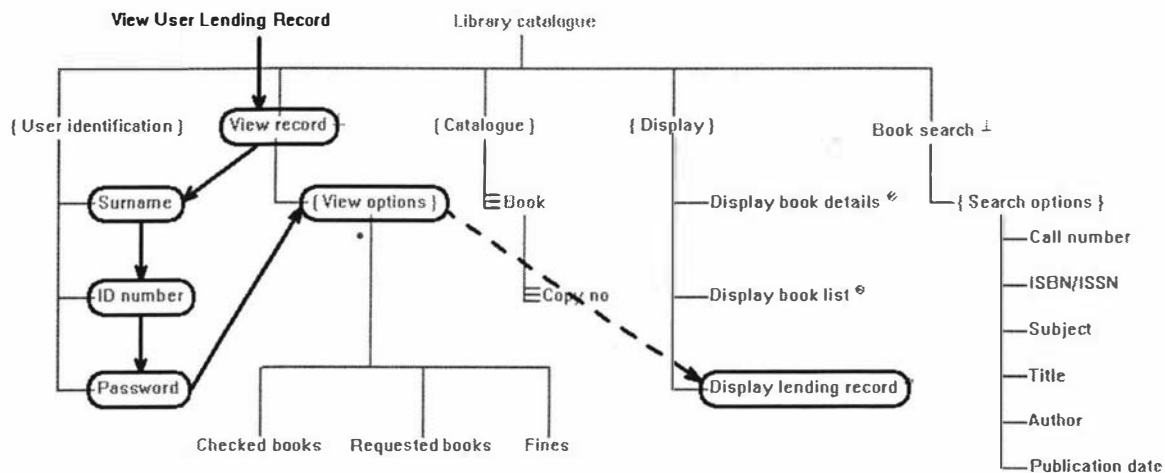 View User Lending Record
Library catalogue
{ User identification }
View record
{ Catalogue }
{ Display }
Book search
Surname
{ View options }
Book
Display book details
{ Search options }
Call number
ID number
Copy no
Display book list
ISBN/ISSN
Subject
Password
Display lending record
Title
Author
Checked books
Requested books
Fines
Publication date